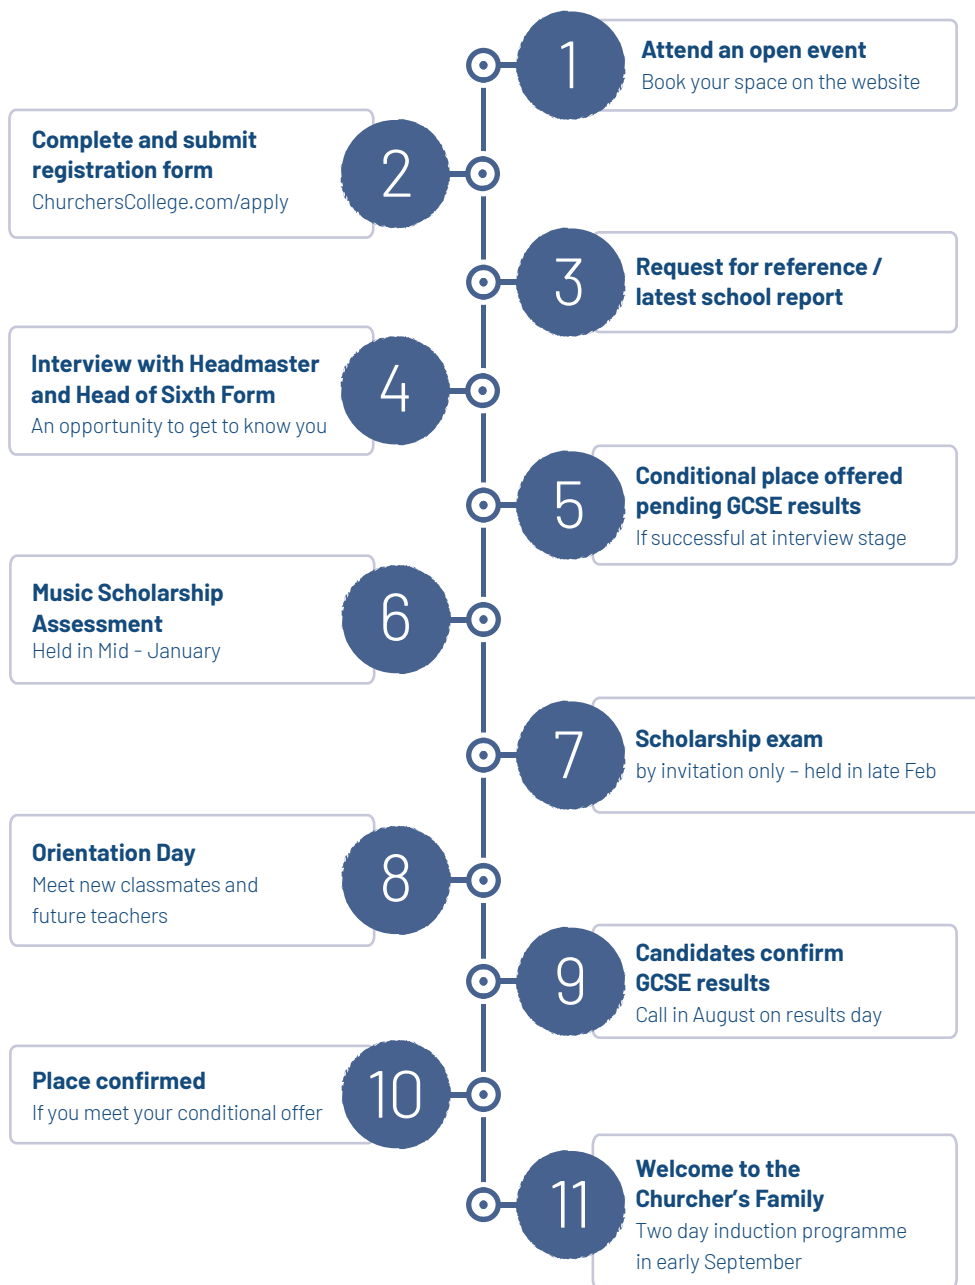 1
Attend an open event
Book your space on the website
2
Complete and submit
registration form
ChurchersCollege.com/apply
3
Request for reference /
latest school report
4
Interview with Headmaster
and Head of Sixth Form
An opportunity to get to know you
5
Conditional place offered
pending GCSE results
If successful at interview stage
6
Music Scholarship
Assessment
Held in Mid - January
7
Scholarship exam
by invitation only – held in late Feb
8
Orientation Day
Meet new classmates and
future teachers
9
Candidates confirm
GCSE results
Call in August on results day
10
Place confirmed
If you meet your conditional offer
11
Welcome to the
Churcher’s Family
Two day induction programme
in early September